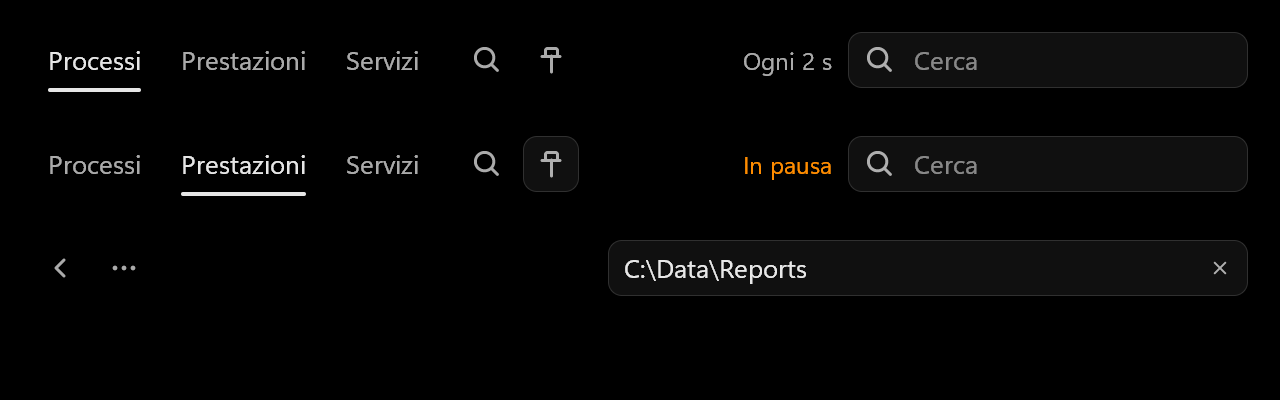 Processi Prestazioni Servizi Ogni 2 s Cerca
Processi Prestazioni Servizi In pausa Cerca
C:\Data\Reports